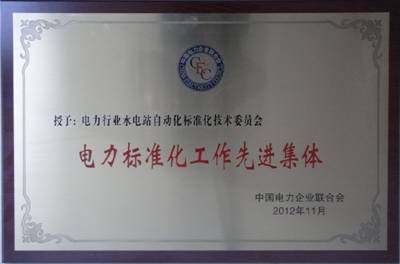 CEC
授予：电力行业水电站自动化标准化技术委员会
电力标准化工作先进集体
中国电力企业联合会
2012年11月